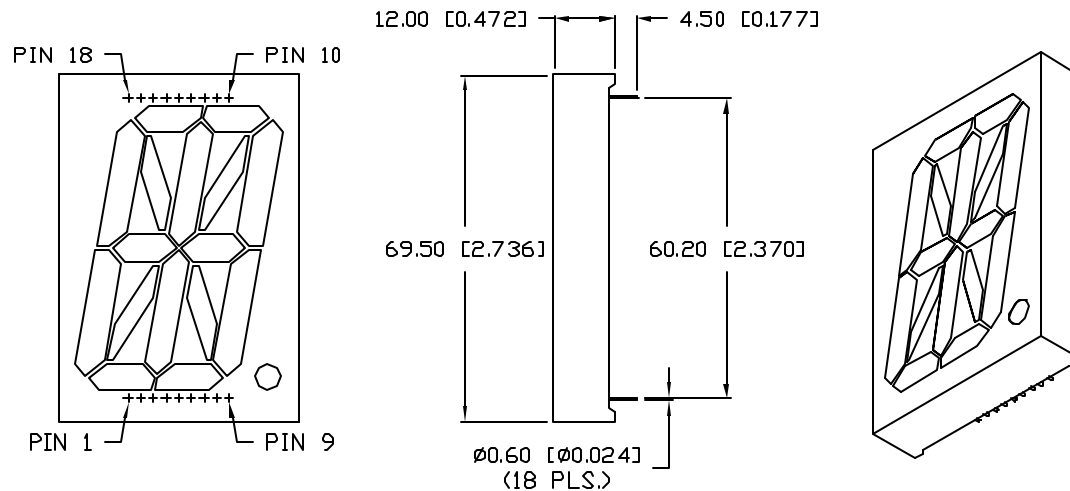 12.00 [0.472]
4.50 [0.177]
PIN 18
PIN 10
69.50 [2.736]
60.20 [2.370]
PIN 1
PIN 9
Ø0.60 [Ø0.024]
(18 PLS.)